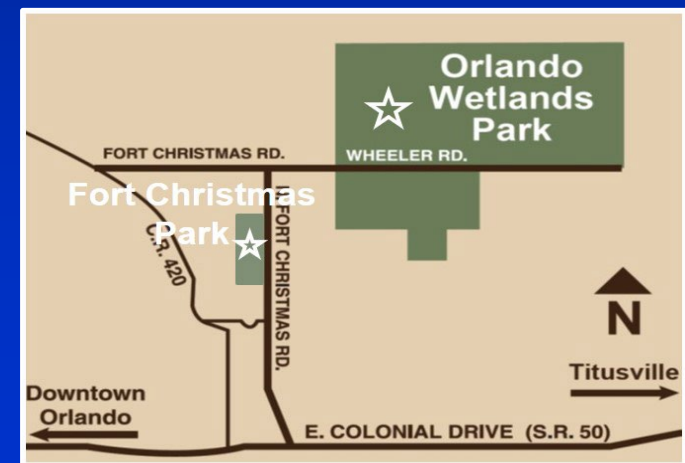 Orlando
Wetlands
Park
FORT CHRISTMAS RD.
WHEELER RD.
Fort Christmas
Park
C.R. 420
FORT CHRISTMAS RD.
N
Titusville
Downtown
Orlando
E. COLONIAL DRIVE (S.R. 50)